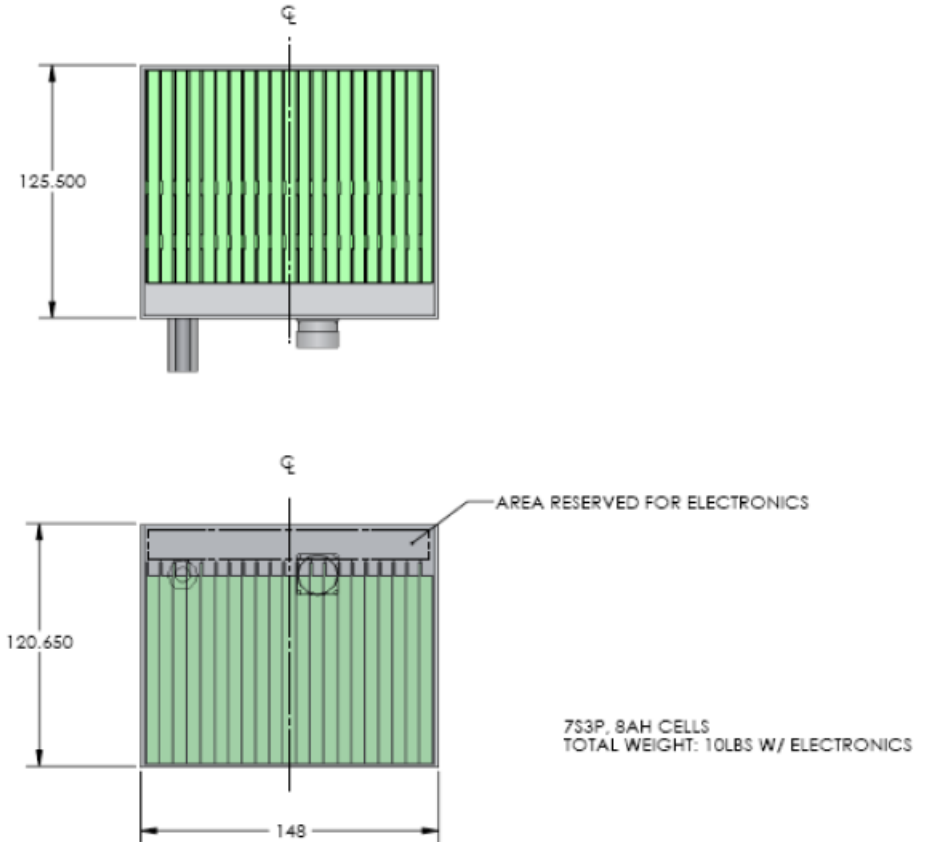 ℄
125.500
℄
AREA RESERVED FOR ELECTRONICS
120.650
7S3P, 8AH CELLS
TOTAL WEIGHT: 10LBS W/ ELECTRONICS
148